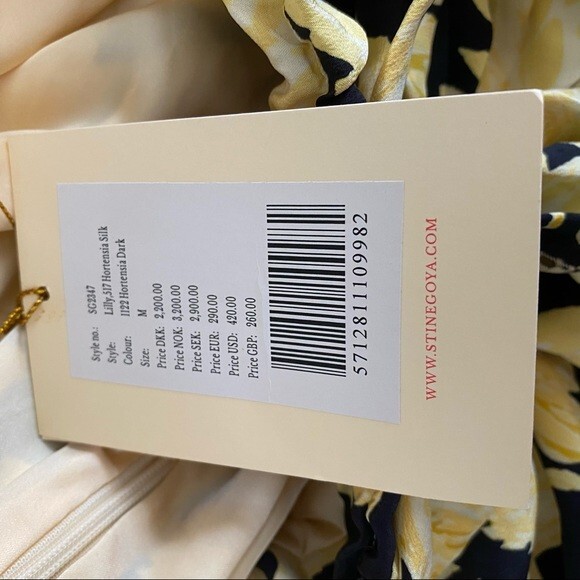 Style no.: SG2347
Style: Lilly, 517 Hortensia Silk
Colour: 1122 Hortensia Dark
Size: M
Price DKK: 2,200.00
Price NOK: 3,200.00
Price SEK: 2,900.00
Price EUR: 290.00
Price USD: 420.00
Price GBP: 260.00
5712811109982
WWW.STINEGOYA.COM